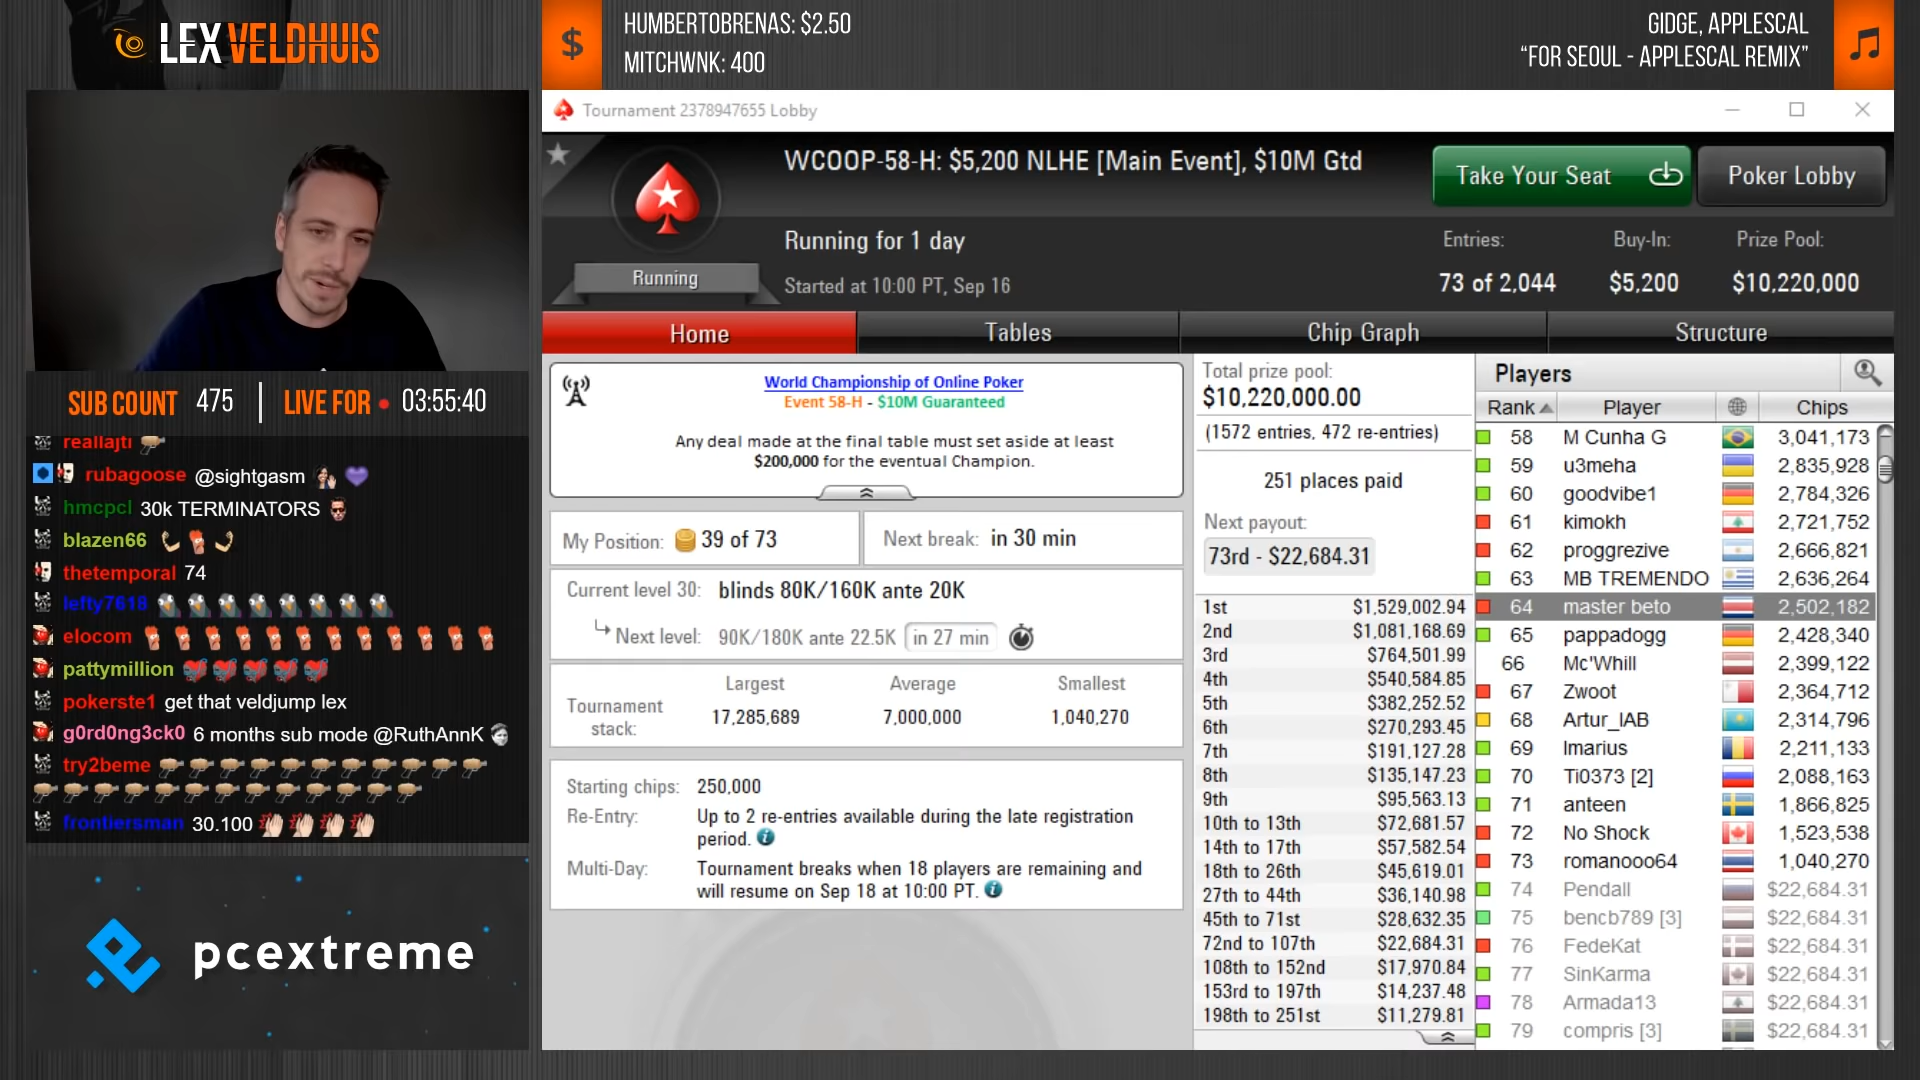 LEX VELDHUIS
$
HUMBERTOBRENAS: $2.50
MITCHWNK: 400
GIDGE, APPLESCAL
"FOR SEOUL - APPLESCAL REMIX"
SUB COUNT 475 | LIVE FOR 03:55:40
reallajti
rubagoose @sightgasm
hmcpcl 30k TERMINATORS
blazen66
thetemporal 74
lefty7618
elocom
pattymillion
pokerste1 get that veldjump lex
g0rd0ng3ck0 6 months sub mode @RuthAnnK
try2beme
frontiersman 30.100
pcextreme
Tournament 2378947655 Lobby
WCOOP-58-H: $5,200 NLHE [Main Event], $10M Gtd
Take Your Seat
Poker Lobby
Running
Running for 1 day
Started at 10:00 PT, Sep 16
Entries: Buy-In: Prize Pool:
73 of 2,044 $5,200 $10,220,000
Home Tables Chip Graph Structure
World Championship of Online Poker
Event 58-H - $10M Guaranteed
Any deal made at the final table must set aside at least
$200,000 for the eventual Champion.
My Position: 39 of 73
Next break: in 30 min
Current level 30: blinds 80K/160K ante 20K
Next level: 90K/180K ante 22.5K in 27 min
Largest Average Smallest
Tournament stack: 17,285,689 7,000,000 1,040,270
Starting chips: 250,000
Re-Entry: Up to 2 re-entries available during the late registration
period.
Multi-Day: Tournament breaks when 18 players are remaining and
will resume on Sep 18 at 10:00 PT.
Total prize pool:
$10,220,000.00
(1572 entries, 472 re-entries)
251 places paid
Next payout:
73rd - $22,684.31
1st $1,529,002.94
2nd $1,081,168.69
3rd $764,501.99
4th $540,584.85
5th $382,252.52
6th $270,293.45
7th $191,127.28
8th $135,147.23
9th $95,563.13
10th to 13th $72,681.57
14th to 17th $57,582.54
18th to 26th $45,619.01
27th to 44th $36,140.98
45th to 71st $28,632.35
72nd to 107th $22,684.31
108th to 152nd $17,970.84
153rd to 197th $14,237.48
198th to 251st $11,279.81
Players
Rank Player Chips
58 M Cunha G 3,041,173
59 u3meha 2,835,928
60 goodvibe1 2,784,326
61 kimokh 2,721,752
62 proggrezive 2,666,821
63 MB TREMENDO 2,636,264
64 master beto 2,502,182
65 pappadogg 2,428,340
66 Mc'Whill 2,399,122
67 Zwoot 2,364,712
68 Artur_IAB 2,314,796
69 lmarius 2,211,133
70 Ti0373 [2] 2,088,163
71 anteen 1,866,825
72 No Shock 1,523,538
73 romanooo64 1,040,270
74 Pendall $22,684.31
75 bencb789 [3] $22,684.31
76 FedeKat $22,684.31
77 SinKarma $22,684.31
78 Armada13 $22,684.31
79 compris [3] $22,684.31